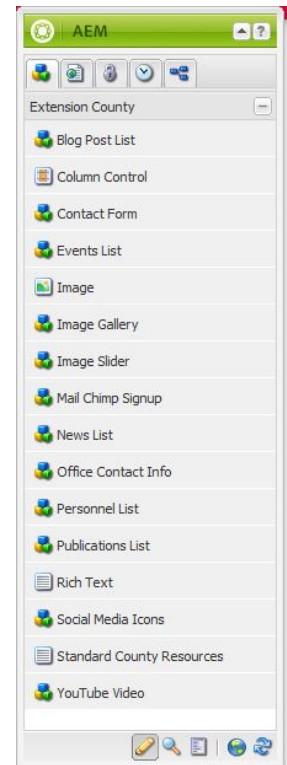 AEM
?
Extension County
Blog Post List
Column Control
Contact Form
Events List
Image
Image Gallery
Image Slider
Mail Chimp Signup
News List
Office Contact Info
Personnel List
Publications List
Rich Text
Social Media Icons
Standard County Resources
YouTube Video